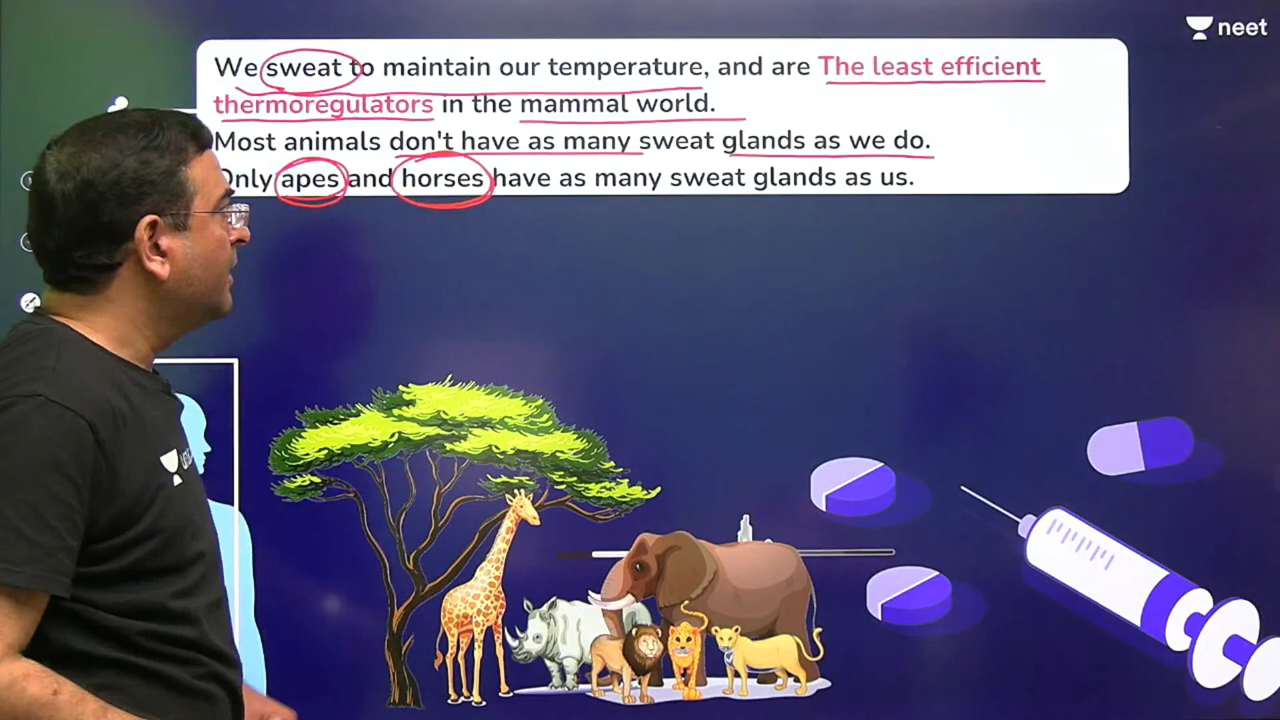 neet
We sweat to maintain our temperature, and are The least efficient
thermoregulators in the mammal world.
Most animals don't have as many sweat glands as we do.
Only apes and horses have as many sweat glands as us.